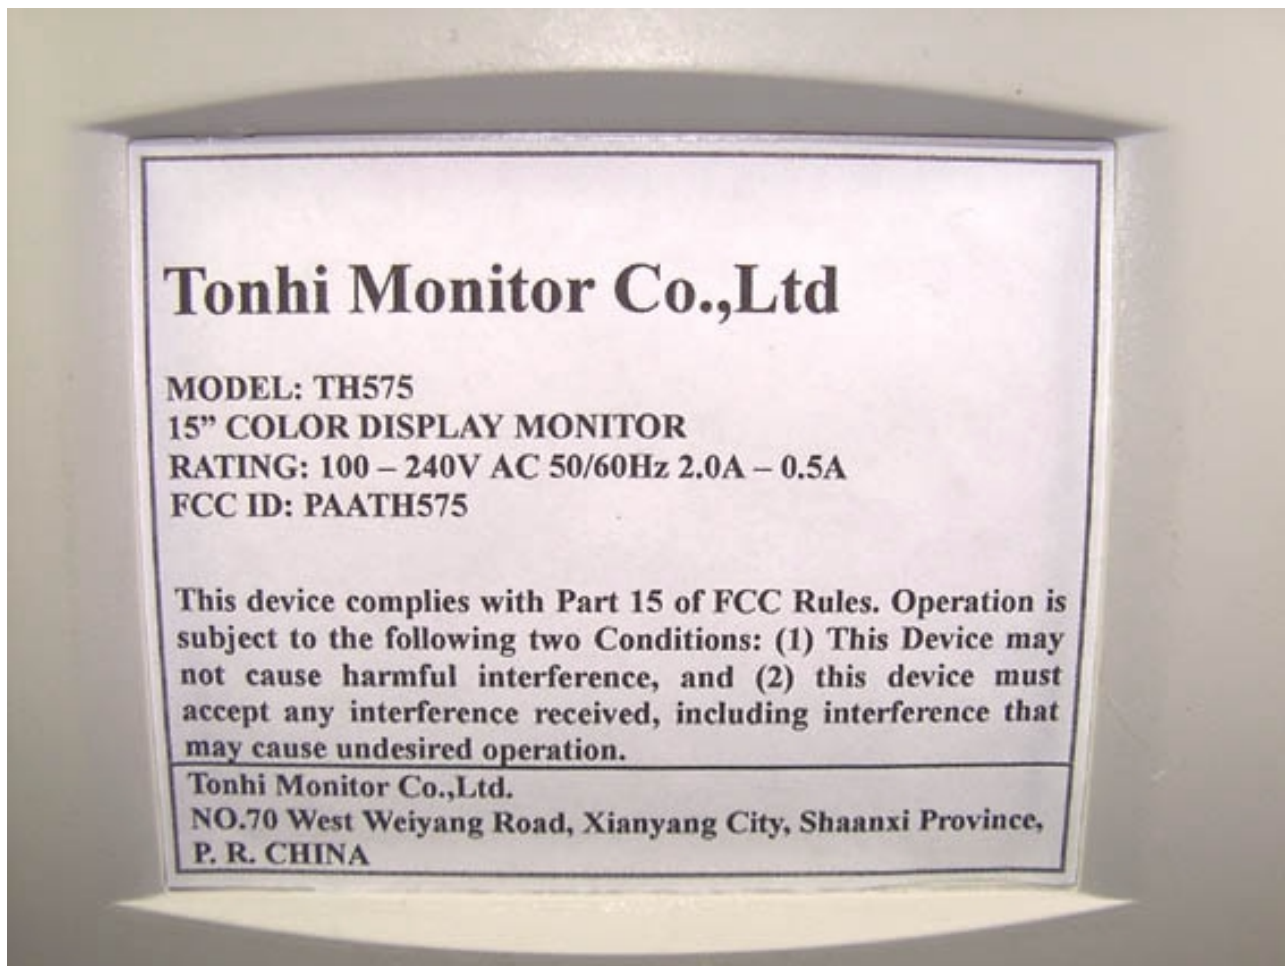 Tonhi Monitor Co.,Ltd
MODEL: TH575
15” COLOR DISPLAY MONITOR
RATING: 100 – 240V AC 50/60Hz 2.0A – 0.5A
FCC ID: PAATH575
This device complies with Part 15 of FCC Rules. Operation is
subject to the following two Conditions: (1) This Device may
not cause harmful interference, and (2) this device must
accept any interference received, including interference that
may cause undesired operation.
Tonhi Monitor Co.,Ltd.
NO.70 West Weiyang Road, Xianyang City, Shaanxi Province,
P. R. CHINA